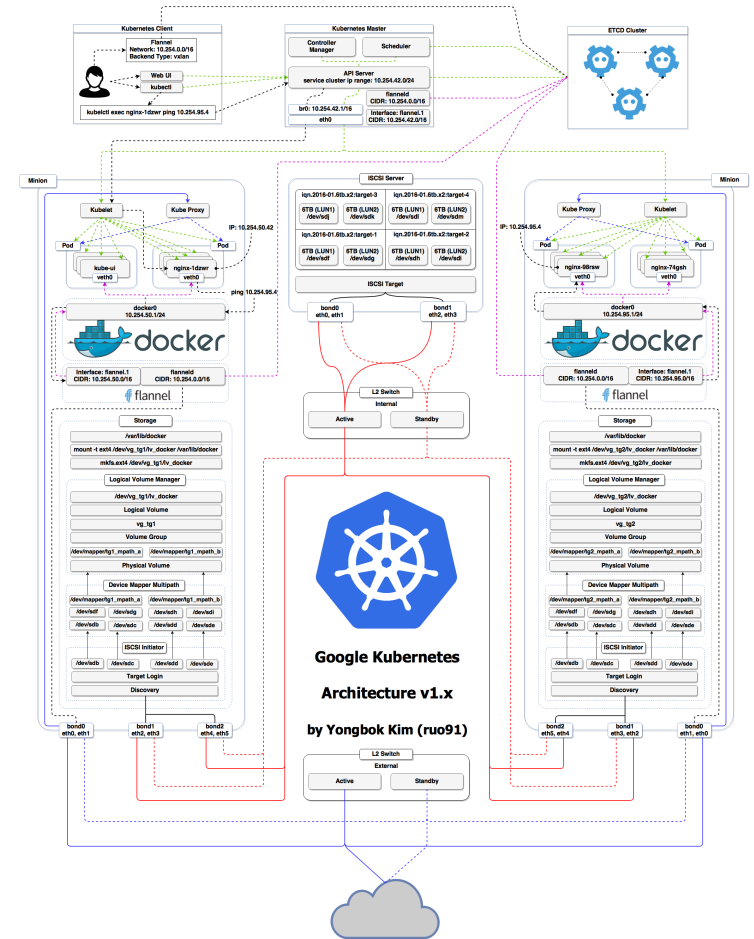 Kubernetes Client
Flannel
Network: 10.254.0.0/16
Backend Type: vxlan
Web UI
kubectl
kubelctl exec nginx-1dzwr ping 10.254.95.4
Kubernetes Master
Controller
Manager
Scheduler
API Server
service cluster ip range: 10.254.42.0/24
flanneld
CIDR: 10.254.0.0/16
br0: 10.254.42.1/16
eth0
Interface: flannel.1
CIDR: 10.254.42.0/16
ETCD Cluster
Minion
Kubelet
Kube Proxy
IP: 10.254.50.42
Pod
Pod
kube-ui
veth0
nginx-1dzwr
veth0
ping 10.254.95.4
docker0
10.254.50.1/24
docker
Interface: flannel.1
CIDR: 10.254.50.0/16
flanneld
CIDR: 10.254.0.0/16
flannel
Storage
/var/lib/docker
mount -t ext4 /dev/vg_tg1/lv_docker /var/lib/docker
mkfs.ext4 /dev/vg_tg1/lv_docker
Logical Volume Manager
/dev/vg_tg1/lv_docker
Logical Volume
vg_tg1
Volume Group
/dev/mapper/tg1_mpath_a
/dev/mapper/tg1_mpath_b
Physical Volume
Device Mapper Multipath
/dev/mapper/tg1_mpath_a
/dev/mapper/tg1_mpath_b
/dev/sdf
/dev/sdg
/dev/sdh
/dev/sdi
/dev/sdb
/dev/sdc
/dev/sdd
/dev/sde
ISCSI Initiator
/dev/sdb
/dev/sdc
/dev/sdd
/dev/sde
Target Login
Discovery
bond0
eth0, eth1
bond1
eth2, eth3
bond2
eth4, eth5
ISCSI Server
iqn.2016-01.6tb.x2:target-3
iqn.2016-01.6tb.x2:target-4
6TB (LUN1)
/dev/sdj
6TB (LUN2)
/dev/sdk
6TB (LUN1)
/dev/sdl
6TB (LUN2)
/dev/sdm
iqn.2016-01.6tb.x2:target-1
iqn.2016-01.6tb.x2:target-2
6TB (LUN1)
/dev/sdf
6TB (LUN2)
/dev/sdg
6TB (LUN1)
/dev/sdh
6TB (LUN2)
/dev/sdi
ISCSI Target
bond0
eth0, eth1
bond1
eth2, eth3
L2 Switch
Internal
Active
Standby
Google Kubernetes
Architecture v1.x
by Yongbok Kim (ruo91)
L2 Switch
External
Active
Standby
Minion
Kube Proxy
Kubelet
IP: 10.254.95.4
Pod
Pod
nginx-98rsw
veth0
nginx-74gsh
veth0
docker0
10.254.95.1/24
docker
flanneld
CIDR: 10.254.0.0/16
Interface: flannel.1
CIDR: 10.254.95.0/16
flannel
Storage
/var/lib/docker
mount -t ext4 /dev/vg_tg2/lv_docker /var/lib/docker
mkfs.ext4 /dev/vg_tg2/lv_docker
Logical Volume Manager
/dev/vg_tg2/lv_docker
Logical Volume
vg_tg2
Volume Group
/dev/mapper/tg2_mpath_a
/dev/mapper/tg2_mpath_b
Physical Volume
Device Mapper Multipath
/dev/mapper/tg2_mpath_a
/dev/mapper/tg2_mpath_b
/dev/sdf
/dev/sdg
/dev/sdh
/dev/sdi
/dev/sdb
/dev/sdc
/dev/sdd
/dev/sde
ISCSI Initiator
/dev/sdb
/dev/sdc
/dev/sdd
/dev/sde
Target Login
Discovery
bond2
eth5, eth4
bond1
eth3, eth2
bond0
eth1, eth0